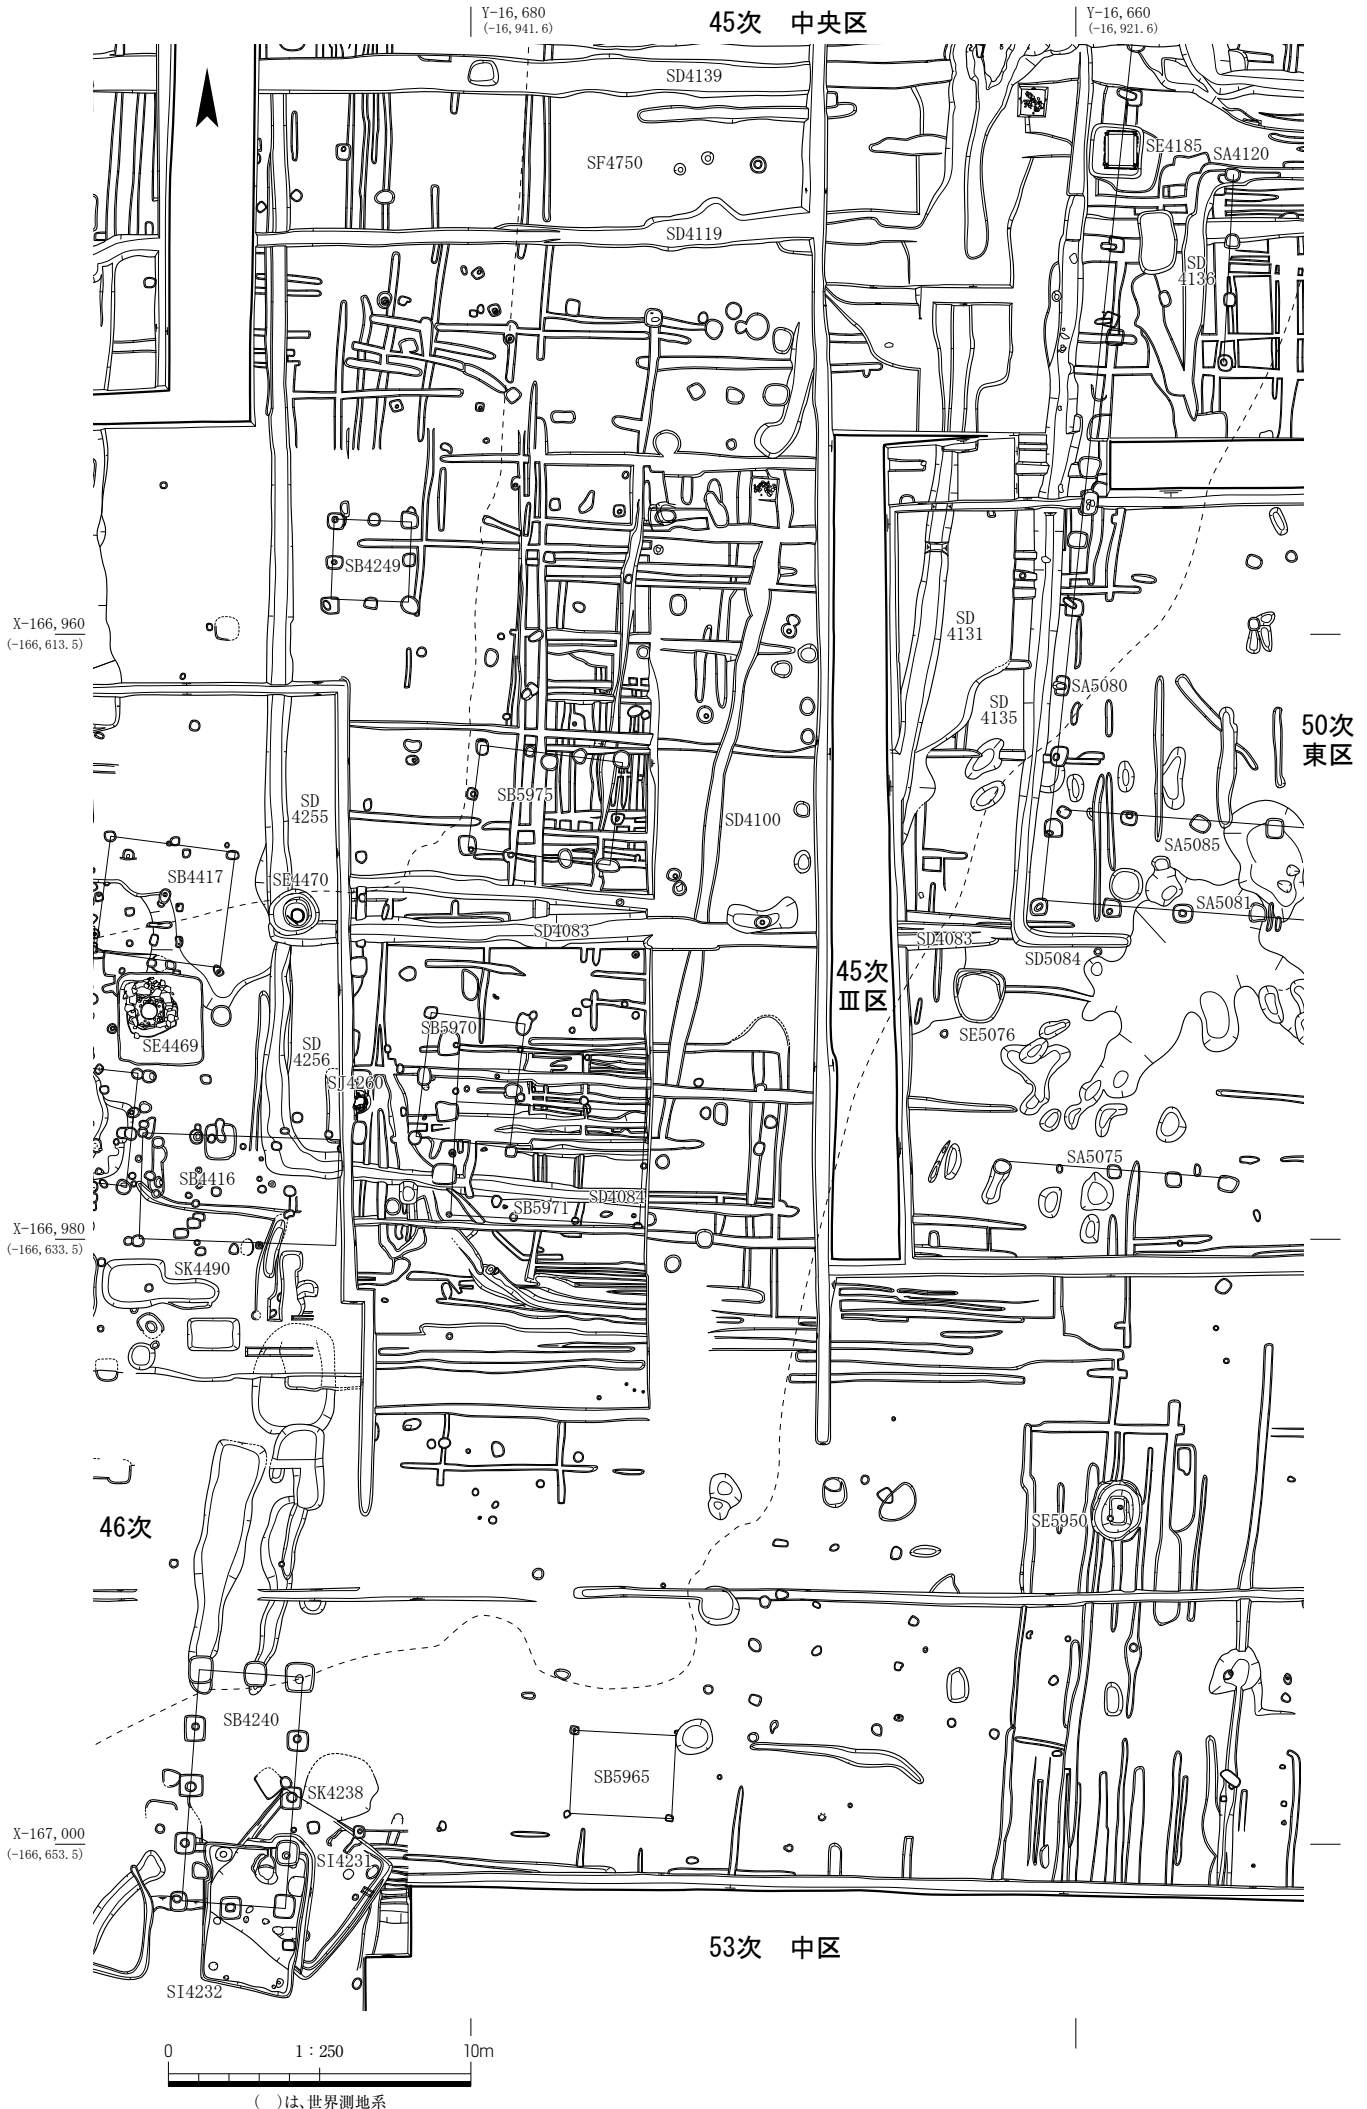 Y-16,680
(-16,941.6)
45次 中央区
Y-16,660
(-16,921.6)
SD4139
SF4750
SE4185
SA4120
SD4119
SD
4136
SB4249
X-166,960
(-166,613.5)
SD
4131
SA5080
SD
4135
50次
東区
SB5975
SD
4255
SD4100
SA5085
SB4417
SE4470
SA5081
SD4083
SD4083
SD5084
45次
Ⅲ区
SB5970
SE5076
SE4469
SD
4256
SJ4260
SA5075
SB4416
SD4084
SB5971
X-166,980
(-166,633.5)
SK4490
46次
SE5950
SB4240
SB5965
SK4238
X-167,000
(-166,653.5)
SI4231
53次 中区
SI4232
0 1:250 10m
( )は、世界測地系